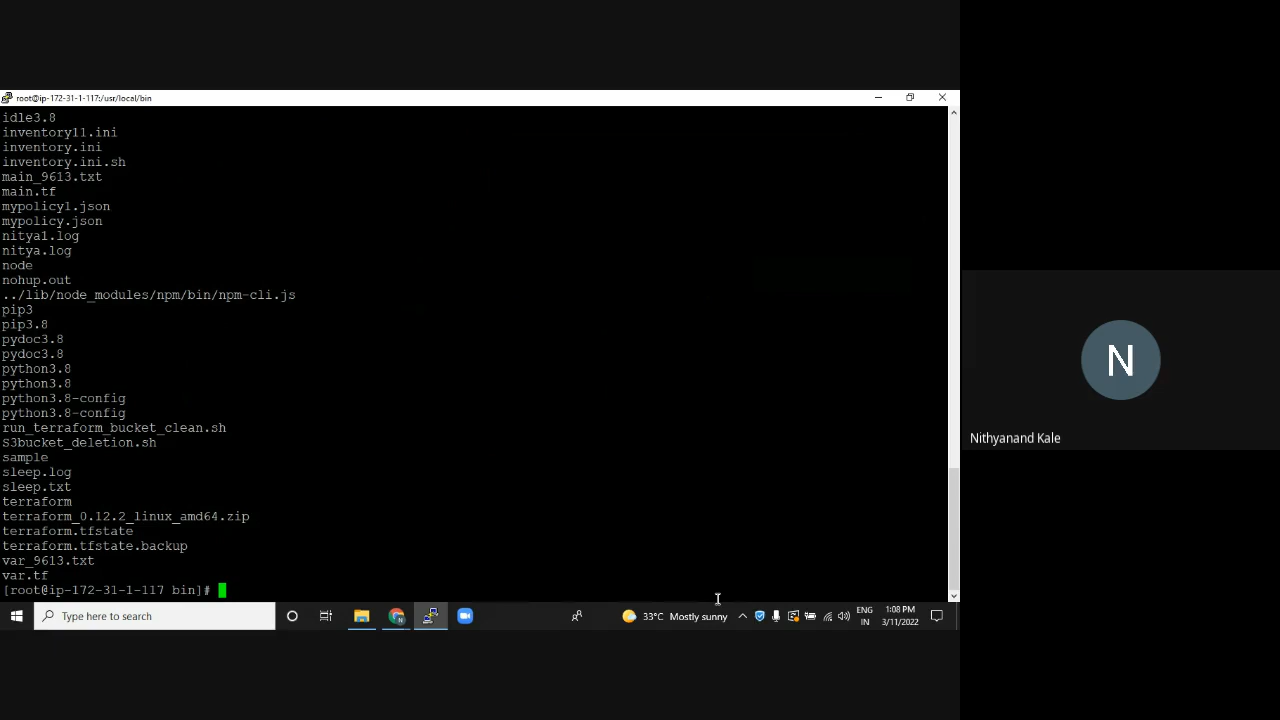 root@ip-172-31-1-117:/usr/local/bin
idle3.8
inventory11.ini
inventory.ini
inventory.ini.sh
main_9613.txt
main.tf
mypolicy1.json
mypolicy.json
nitya1.log
nitya.log
node
nohup.out
../lib/node_modules/npm/bin/npm-cli.js
pip3
pip3.8
pydoc3.8
pydoc3.8
python3.8
python3.8
python3.8-config
python3.8-config
run_terraform_bucket_clean.sh
S3bucket_deletion.sh
sample
sleep.log
sleep.txt
terraform
terraform_0.12.2_linux_amd64.zip
terraform.tfstate
terraform.tfstate.backup
var_9613.txt
var.tf
[root@ip-172-31-1-117 bin]#
N
Nithyanand Kale
Type here to search
33°C Mostly sunny
ENG
IN
1:08 PM
3/11/2022